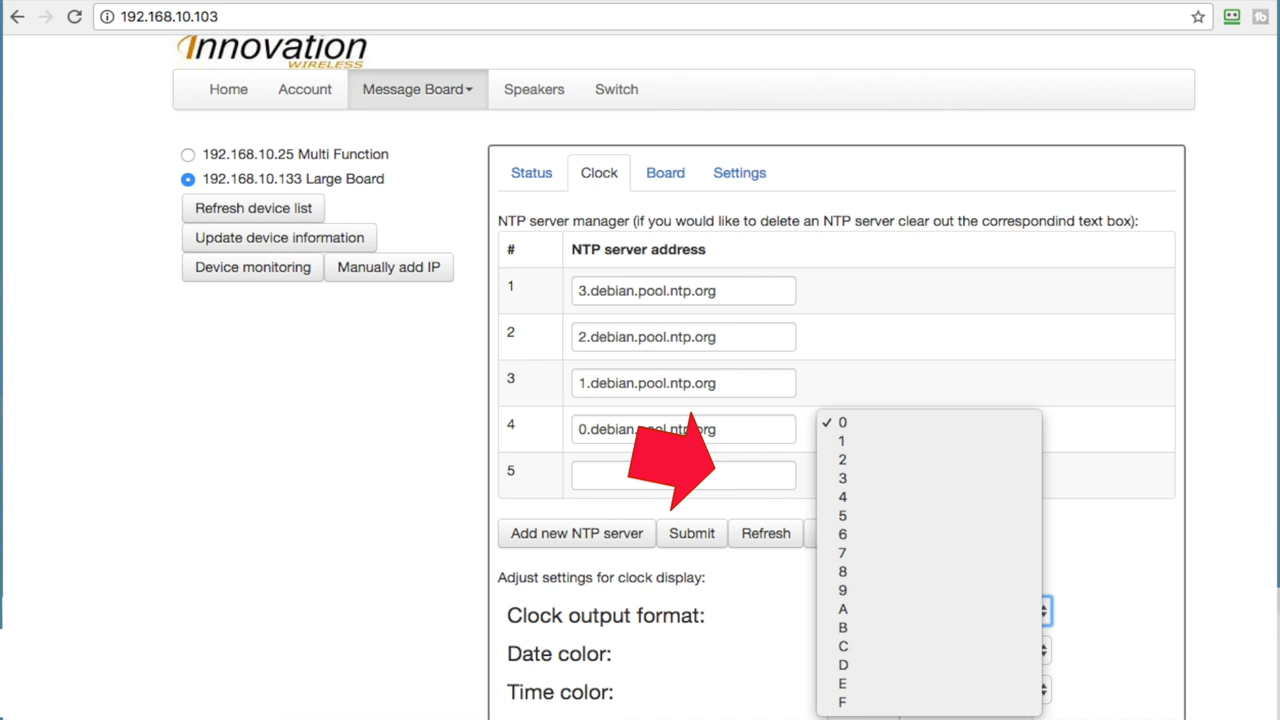 192.168.10.103
Innovation
WIRELESS
Home Account Message Board Speakers Switch
192.168.10.25 Multi Function
192.168.10.133 Large Board
Refresh device list
Update device information
Device monitoring Manually add IP
Status Clock Board Settings
NTP server manager (if you would like to delete an NTP server clear out the correspondind text box):
# NTP server address
1 3.debian.pool.ntp.org
2 2.debian.pool.ntp.org
3 1.debian.pool.ntp.org
4 0.debian.pool.ntp.org
5
Add new NTP server Submit Refresh
Adjust settings for clock display:
Clock output format:
Date color:
Time color:
✓ 0
1
2
3
4
5
6
7
8
9
A
B
C
D
E
F